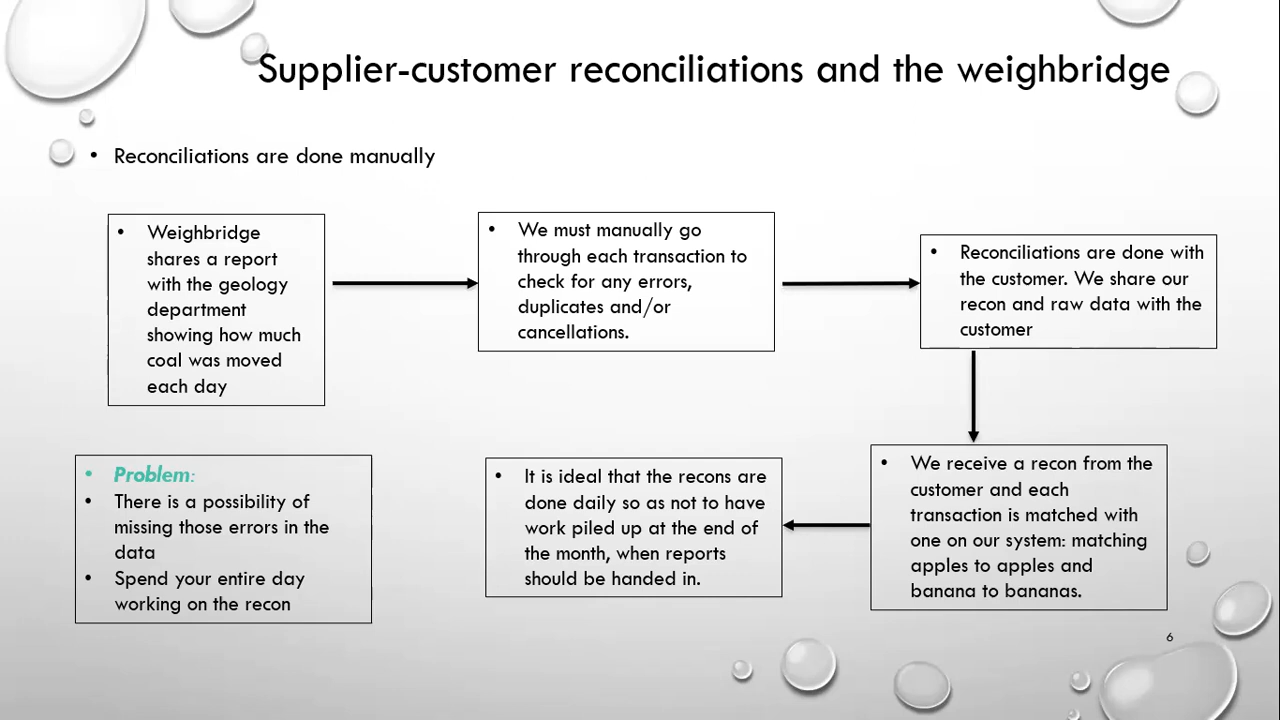 Supplier-customer reconciliations and the weighbridge
• Reconciliations are done manually
• Weighbridge
shares a report
with the geology
department
showing how much
coal was moved
each day
• We must manually go
through each transaction to
check for any errors,
duplicates and/or
cancellations.
• Reconciliations are done with
the customer. We share our
recon and raw data with the
customer
• We receive a recon from the
customer and each
transaction is matched with
one on our system: matching
apples to apples and
banana to bananas.
• It is ideal that the recons are
done daily so as not to have
work piled up at the end of
the month, when reports
should be handed in.
• Problem:
• There is a possibility of
missing those errors in the
data
• Spend your entire day
working on the recon
6